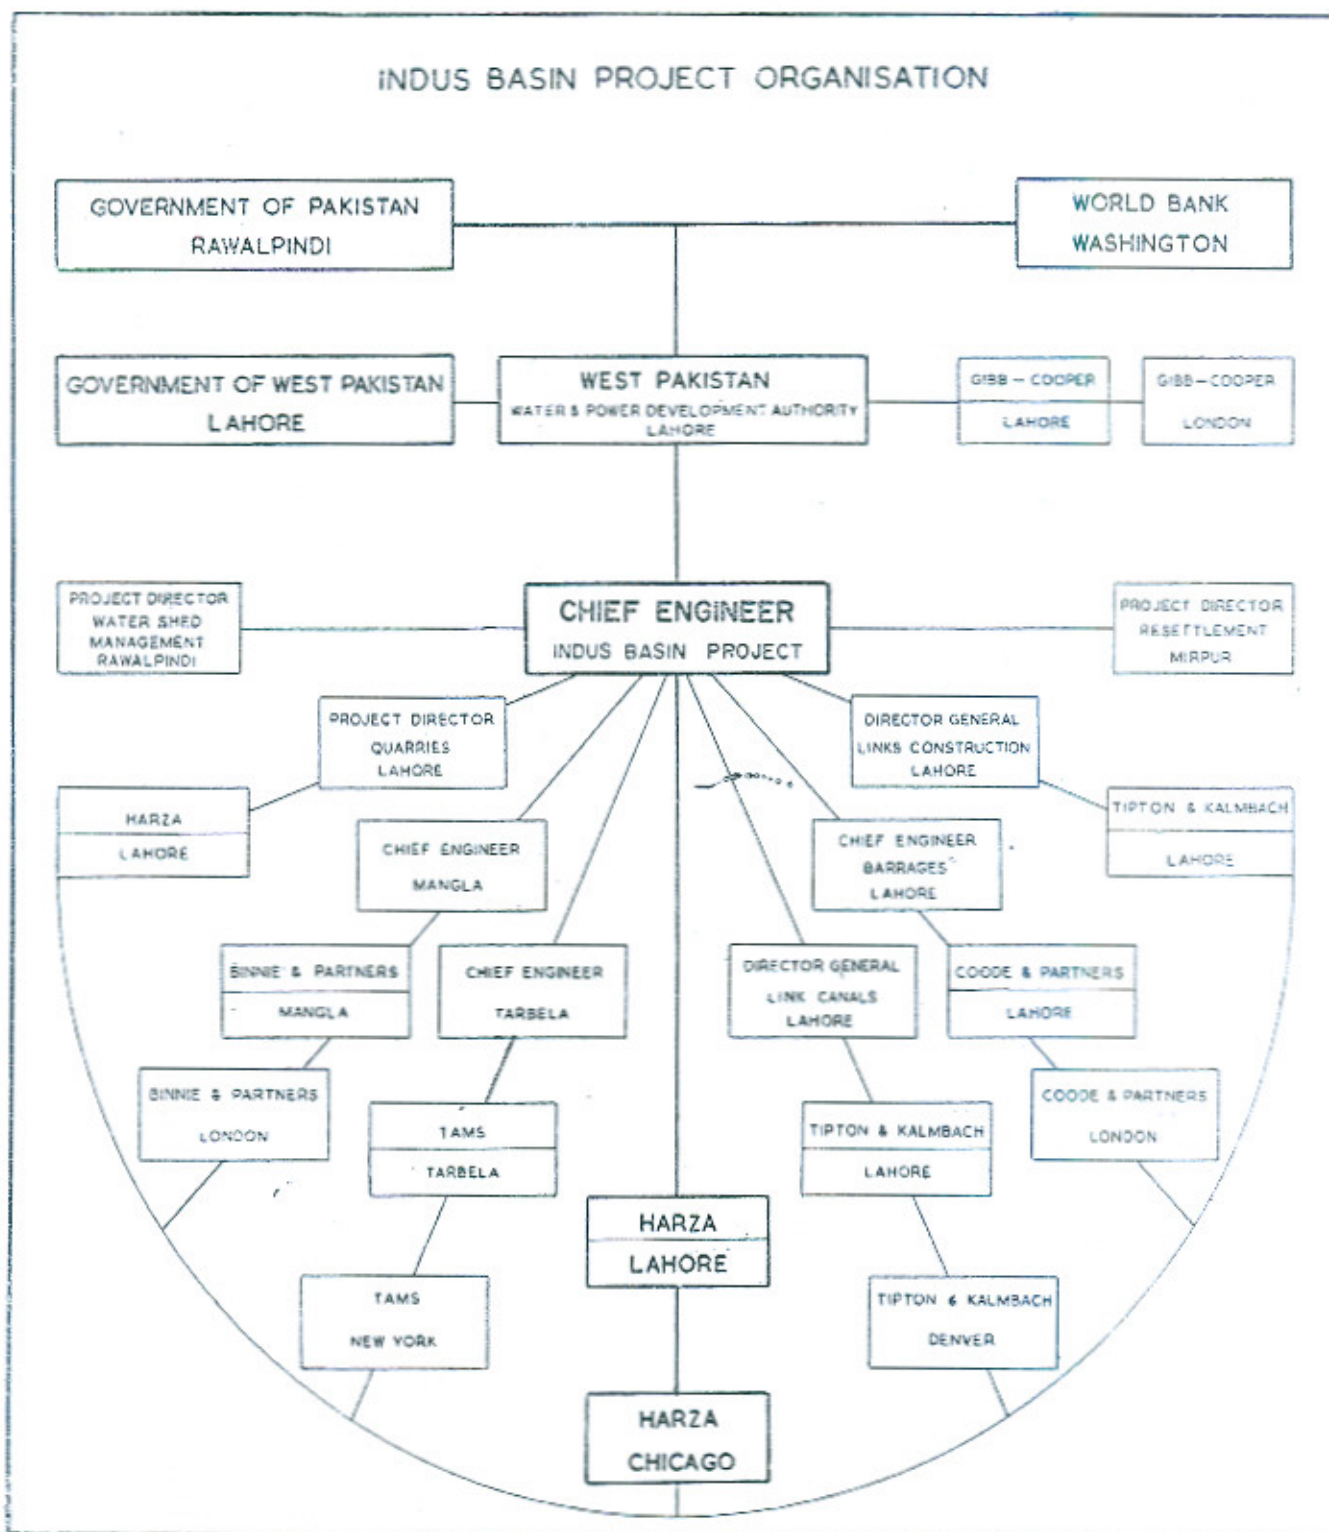 INDUS BASIN PROJECT ORGANISATION
GOVERNMENT OF PAKISTAN
RAWALPINDI
WORLD BANK
WASHINGTON
GOVERNMENT OF WEST PAKISTAN
LAHORE
WEST PAKISTAN
WATER & POWER DEVELOPMENT AUTHORITY
LAHORE
GIBB – COOPER
LAHORE
GIBB – COOPER
LONDON
PROJECT DIRECTOR
WATER SHED
MANAGEMENT
RAWALPINDI
CHIEF ENGINEER
INDUS BASIN PROJECT
PROJECT DIRECTOR
RESETTLEMENT
MIRPUR
PROJECT DIRECTOR
QUARRIES
LAHORE
DIRECTOR GENERAL
LINKS CONSTRUCTION
LAHORE
HARZA
LAHORE
TIPTON & KALMBACH
LAHORE
CHIEF ENGINEER
MANGLA
CHIEF ENGINEER
BARRAGES
LAHORE
BINNIE & PARTNERS
MANGLA
CHIEF ENGINEER
TARBELA
DIRECTOR GENERAL
LINK CANALS
LAHORE
COODE & PARTNERS
LAHORE
BINNIE & PARTNERS
LONDON
TAMS
TARBELA
TIPTON & KALMBACH
LAHORE
COODE & PARTNERS
LONDON
HARZA
LAHORE
TAMS
NEW YORK
TIPTON & KALMBACH
DENVER
HARZA
CHICAGO